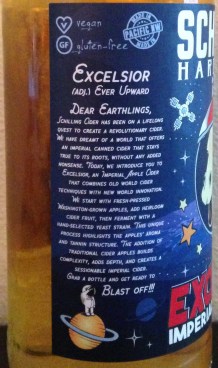 vegan
GF gluten-free
MADE IN
PACIFIC NW
SCH
HAR
Excelsior
(adj.) Ever Upward
Dear Earthlings,
Schilling Cider has been on a lifelong
quest to create a revolutionary cider.
We have dreamt of a world that offers
an imperial canned cider that stays
true to its roots, without any added
nonsense. Today, we introduce you to
Excelsior, an Imperial Apple Cider
that combines old world cider
techniques with new world innovation.
We start with fresh-pressed
Washington-grown apples, add heirloom
cider fruit, then ferment with a
hand-selected yeast strain. This unique
process highlights the apples' aroma
and tannin structure. The addition of
traditional cider apples builds
complexity, adds depth, and creates a
sessionable imperial cider.
Grab a bottle and get ready to
Blast off!!!
EXC
IMPERIA